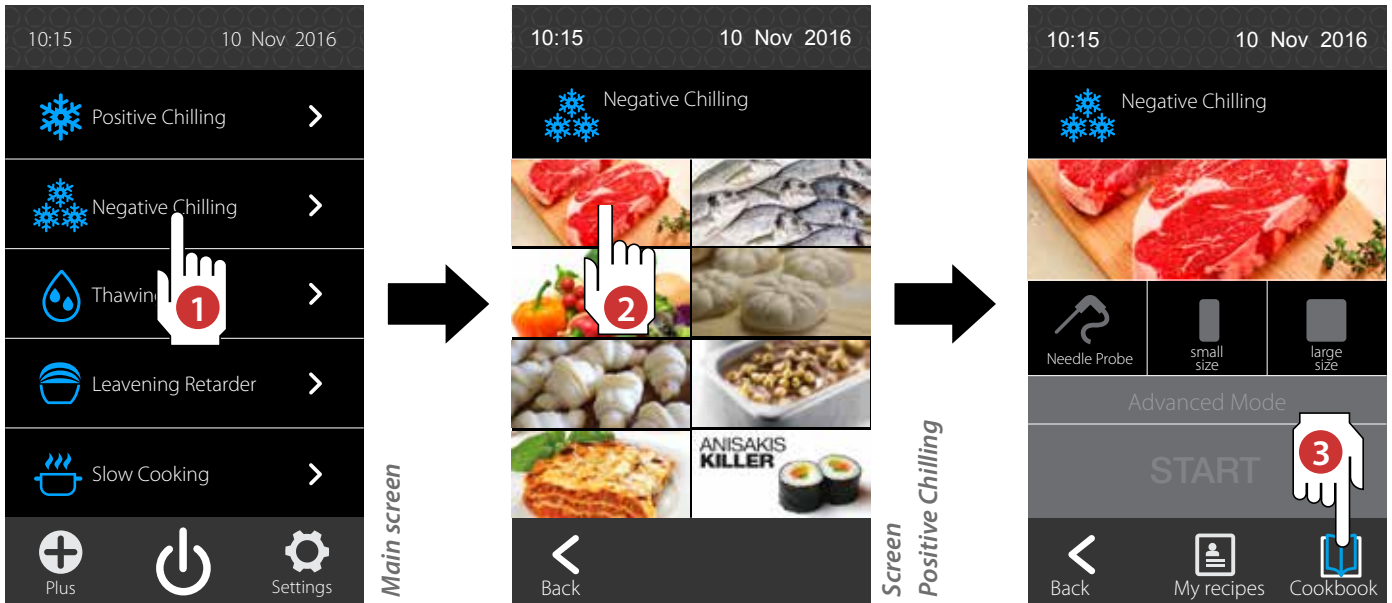 10:15 10 Nov 2016
Positive Chilling
Negative Chilling
Thawin
1
Leavening Retarder
Slow Cooking
Plus
Settings
Main screen
10:15 10 Nov 2016
Negative Chilling
2
ANISAKIS
KILLER
Back
Screen
Positive Chilling
10:15 10 Nov 2016
Negative Chilling
Needle Probe
small
size
large
size
Advanced Mode
START
3
Back
My recipes
Cookbook